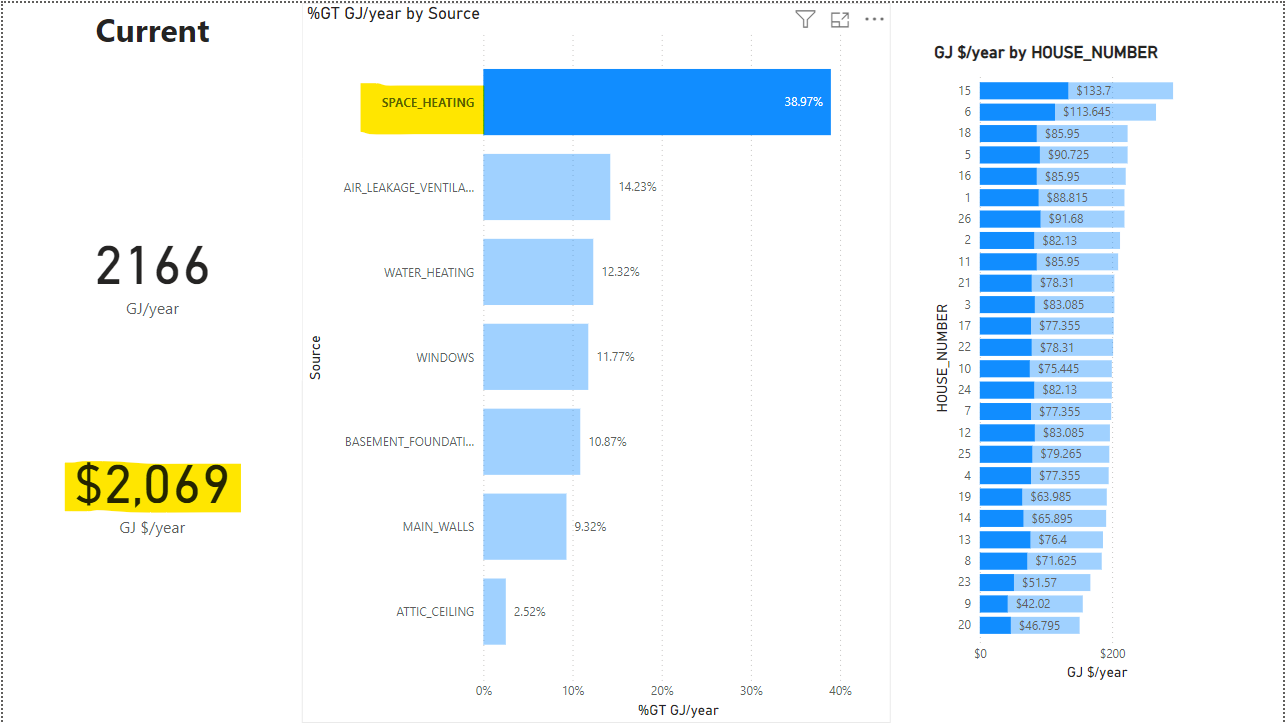 Current
2166
GJ/year
$2,069
GJ $/year
%GT GJ/year by Source
Source
SPACE_HEATING 38.97%
AIR_LEAKAGE_VENTILA... 14.23%
WATER_HEATING 12.32%
WINDOWS 11.77%
BASEMENT_FOUNDATI... 10.87%
MAIN_WALLS 9.32%
ATTIC_CEILING 2.52%
0% 10% 20% 30% 40%
%GT GJ/year
GJ $/year by HOUSE_NUMBER
HOUSE_NUMBER
15 $133.7
6 $113.645
18 $85.95
5 $90.725
16 $85.95
1 $88.815
26 $91.68
2 $82.13
11 $85.95
21 $78.31
3 $83.085
17 $77.355
22 $78.31
10 $75.445
24 $82.13
7 $77.355
12 $83.085
25 $79.265
4 $77.355
19 $63.985
14 $65.895
13 $76.4
8 $71.625
23 $51.57
9 $42.02
20 $46.795
$0 $200
GJ $/year